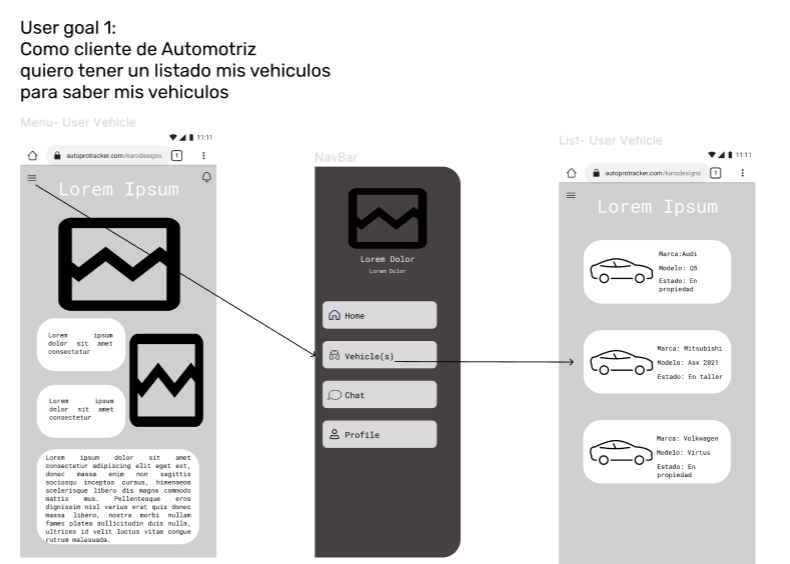 User goal 1:
Como cliente de Automotriz
quiero tener un listado mis vehiculos
para saber mis vehiculos
Menu- User Vehicle
11:11
autoprotracker.com/karodesigns
1
Lorem Ipsum
Lorem ipsum
dolor sit amet
consectetur
Lorem ipsum
dolor sit amet
consectetur
Lorem ipsum dolor sit amet
consectetur adipiscing elit eget est,
donec massa enim non sagittis
sociosqu inceptos cursus, himenaeos
scelerisque libero dis magna commodo
mattis mus. Pellentesque eros
dignissim nisl varius erat quis donec
massa libero, nostra morbi nullam
fames platea sollicitudin duis nulla,
ultrices id velit luctus vitae congue
rutrum malesuada.
NavBar
Lorem Dolor
Lorem Dolor
Home
Vehicle(s)
Chat
Profile
List- User Vehicle
11:11
autoprotracker.com/karodesigns
1
Lorem Ipsum
Marca:Audi
Modelo: Q5
Estado: En
propiedad
Marca: Mitsubishi
Modelo: Asx 2021
Estado: En taller
Marca: Volkwagen
Modelo: Virtus
Estado: En
propiedad